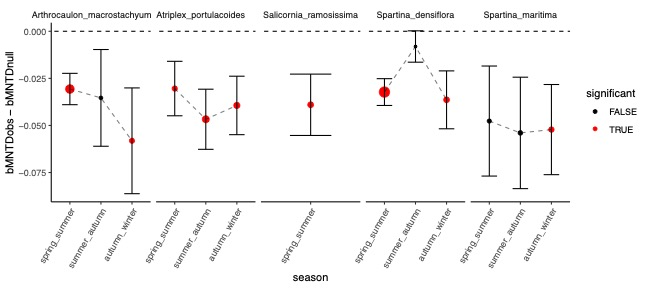 Arthrocaulon_macrostachyum Atriplex_portulacoides Salicornia_ramosissima Spartina_densiflora Spartina_maritima
0.000
−0.025
−0.050
−0.075
bMNTDobs − bMNTDnull
spring_summer summer_autumn autumn_winter spring_summer summer_autumn autumn_winter spring_summer spring_summer summer_autumn autumn_winter spring_summer summer_autumn autumn_winter
season
significant
FALSE
TRUE